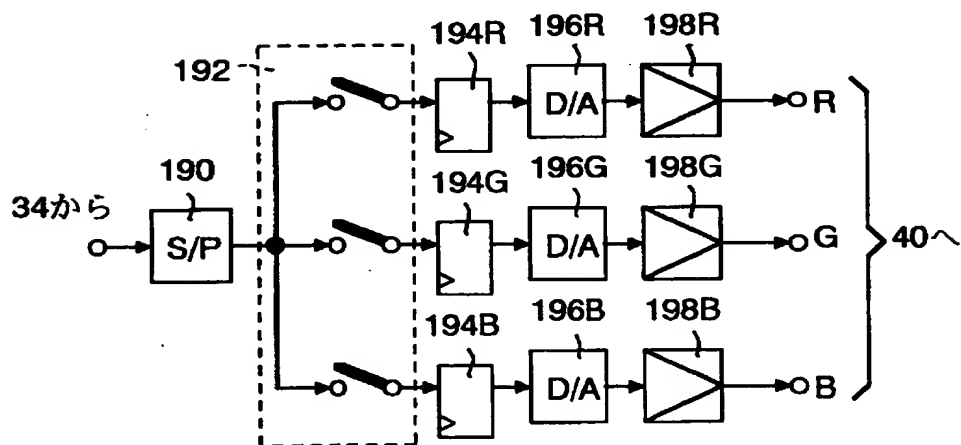 192
194R
196R
198R
D/A
R
34から
190
S/P
194G
196G
198G
D/A
G
40へ
194B
196B
198B
D/A
B